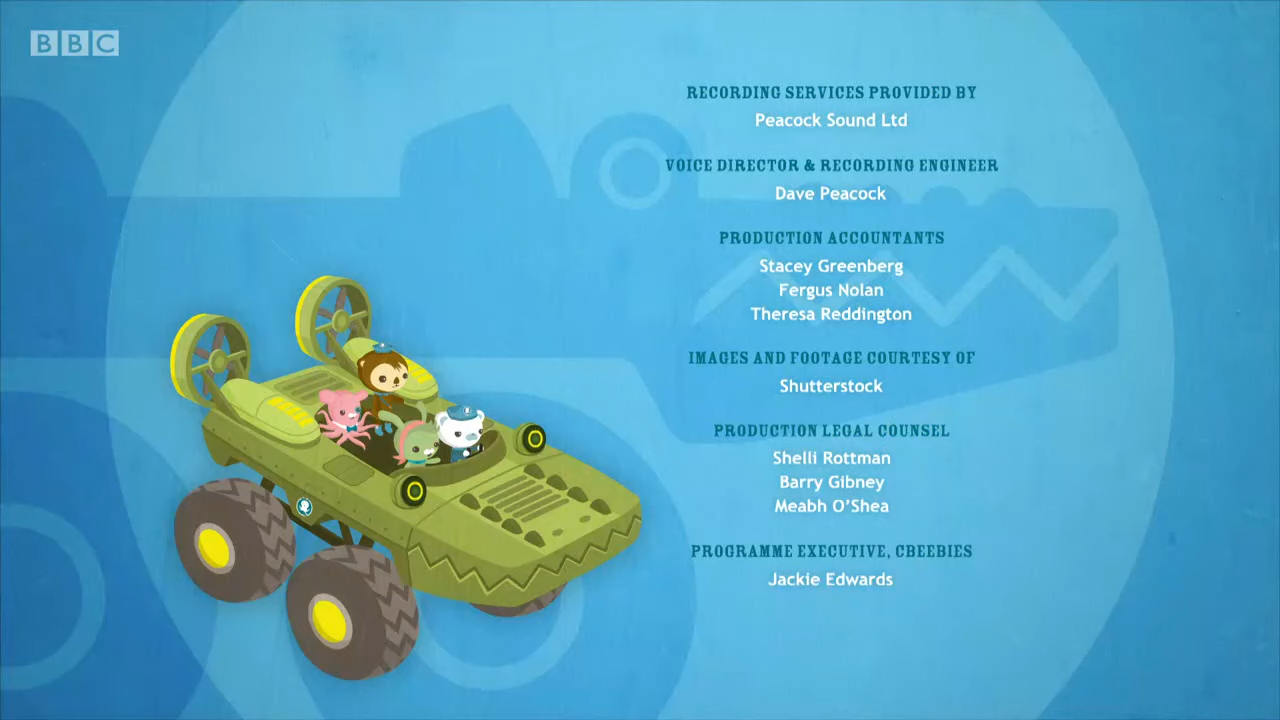 BBC
RECORDING SERVICES PROVIDED BY
Peacock Sound Ltd
VOICE DIRECTOR & RECORDING ENGINEER
Dave Peacock
PRODUCTION ACCOUNTANTS
Stacey Greenberg
Fergus Nolan
Theresa Reddington
IMAGES AND FOOTAGE COURTESY OF
Shutterstock
PRODUCTION LEGAL COUNSEL
Shelli Rottman
Barry Gibney
Meabh O'Shea
PROGRAMME EXECUTIVE, CBEEBIES
Jackie Edwards